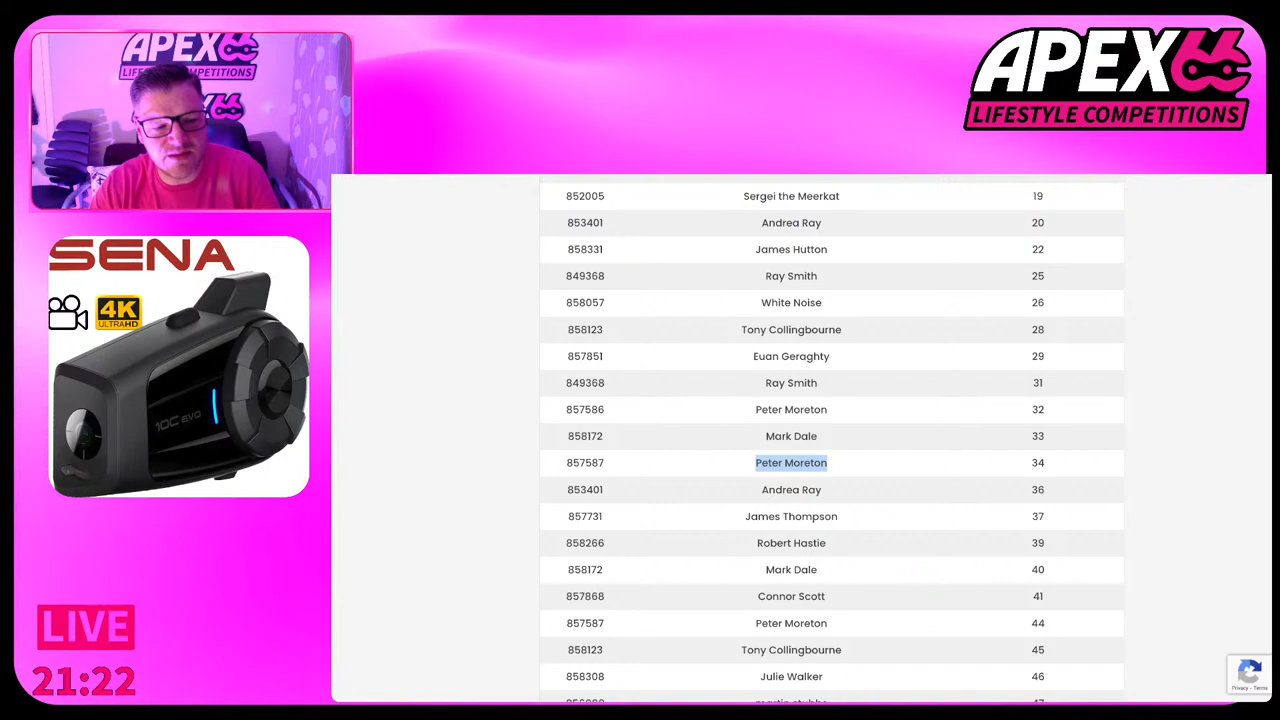 APEX66
LIFESTYLE COMPETITIONS
APEX66
LIFESTYLE COMPETITIONS
SENA
4K
ULTRA HD
10C EVO
852005 Sergei the Meerkat 19
853401 Andrea Ray 20
858331 James Hutton 22
849368 Ray Smith 25
858057 White Noise 26
858123 Tony Collingbourne 28
857851 Euan Geraghty 29
849368 Ray Smith 31
857586 Peter Moreton 32
858172 Mark Dale 33
857587 Peter Moreton 34
853401 Andrea Ray 36
857731 James Thompson 37
858266 Robert Hastie 39
858172 Mark Dale 40
857868 Connor Scott 41
857587 Peter Moreton 44
858123 Tony Collingbourne 45
858308 Julie Walker 46
LIVE
21:22
Privacy - Terms